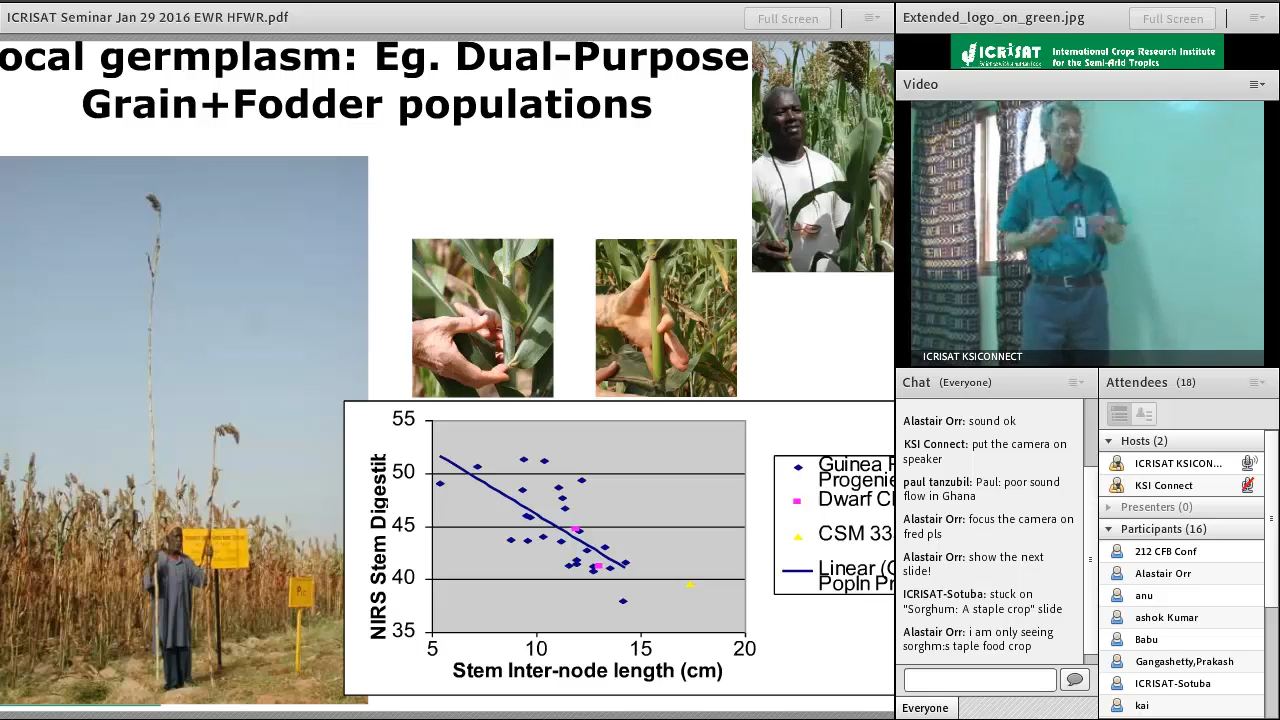 ICRISAT Seminar Jan 29 2016 EWR HFWR.pdf
Full Screen
ocal germplasm: Eg. Dual-Purpose
Grain+Fodder populations
55
50
45
40
35
5
10
15
20
NIRS Stem Digestib
Stem Inter-node length (cm)
Guinea
Progenie
Dwarf
CSM 33
Linear
Popln
Extended_logo_on_green.jpg
Full Screen
ICRISAT
International Crops Research Institute
for the Semi-Arid Tropics
Video
ICRISAT KSICONNECT
Chat (Everyone)
Alastair Orr: sound ok
KSI Connect: put the camera on
speaker
paul tanzubil: Paul: poor sound
flow in Ghana
Alastair Orr: focus the camera on
fred pls
Alastair Orr: show the next
slide!
ICRISAT-Sotuba: stuck on
"Sorghum: A staple crop" slide
Alastair Orr: i am only seeing
sorghm:s taple food crop
Everyone
Attendees (18)
Hosts (2)
ICRISAT KSICON...
KSI Connect
Presenters (0)
Participants (16)
212 CFB Conf
Alastair Orr
anu
ashok Kumar
Babu
Gangashetty,Prakash
ICRISAT-Sotuba
kai